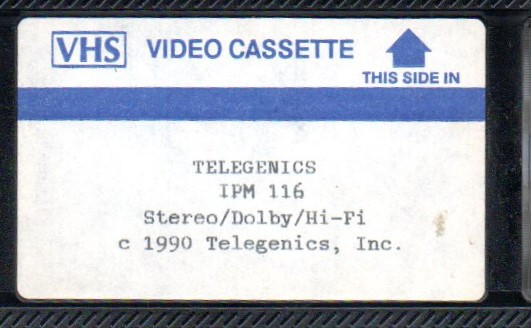 VHS VIDEO CASSETTE
THIS SIDE IN
TELEGENICS
IPM 116
Stereo/Dolby/Hi-Fi
c 1990 Telegenics, Inc.